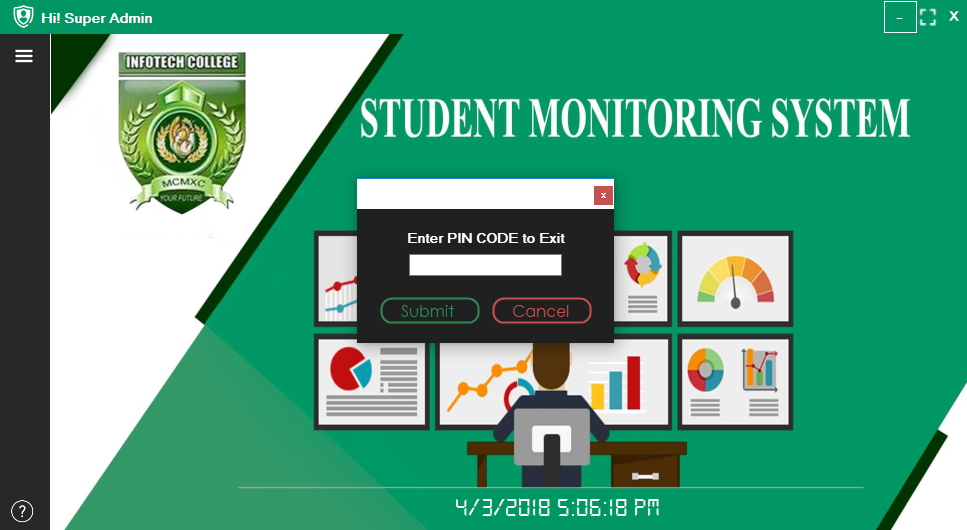 Hi! Super Admin
–
X
INFOTECH COLLEGE
MCMXC
YOUR FUTURE
STUDENT MONITORING SYSTEM
x
Enter PIN CODE to Exit
Submit
Cancel
?
4/3/2018 5:06:18 PM